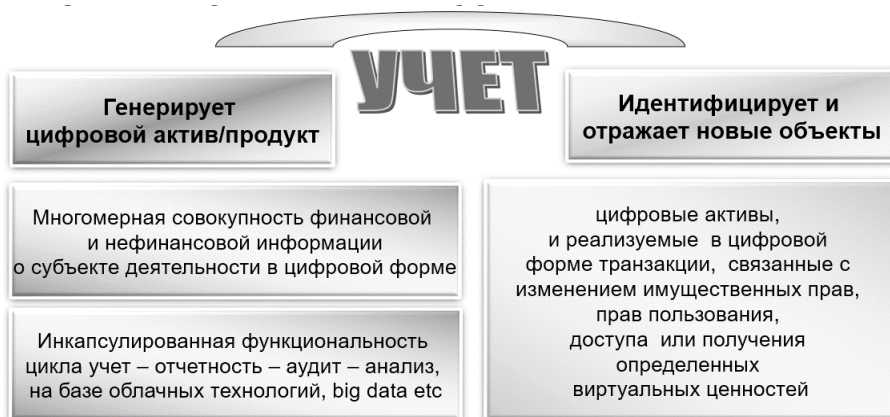 УЧЕТ
Генерирует
цифровой актив/продукт
Идентифицирует и
отражает новые объекты
Многомерная совокупность финансовой
и нефинансовой информации
о субъекте деятельности в цифровой форме
Инкапсулированная функциональность
цикла учет – отчетность – аудит – анализ,
на базе облачных технологий, big data etc
цифровые активы,
и реализуемые в цифровой
форме транзакции, связанные с
изменением имущественных прав,
прав пользования,
доступа или получения
определенных
виртуальных ценностей